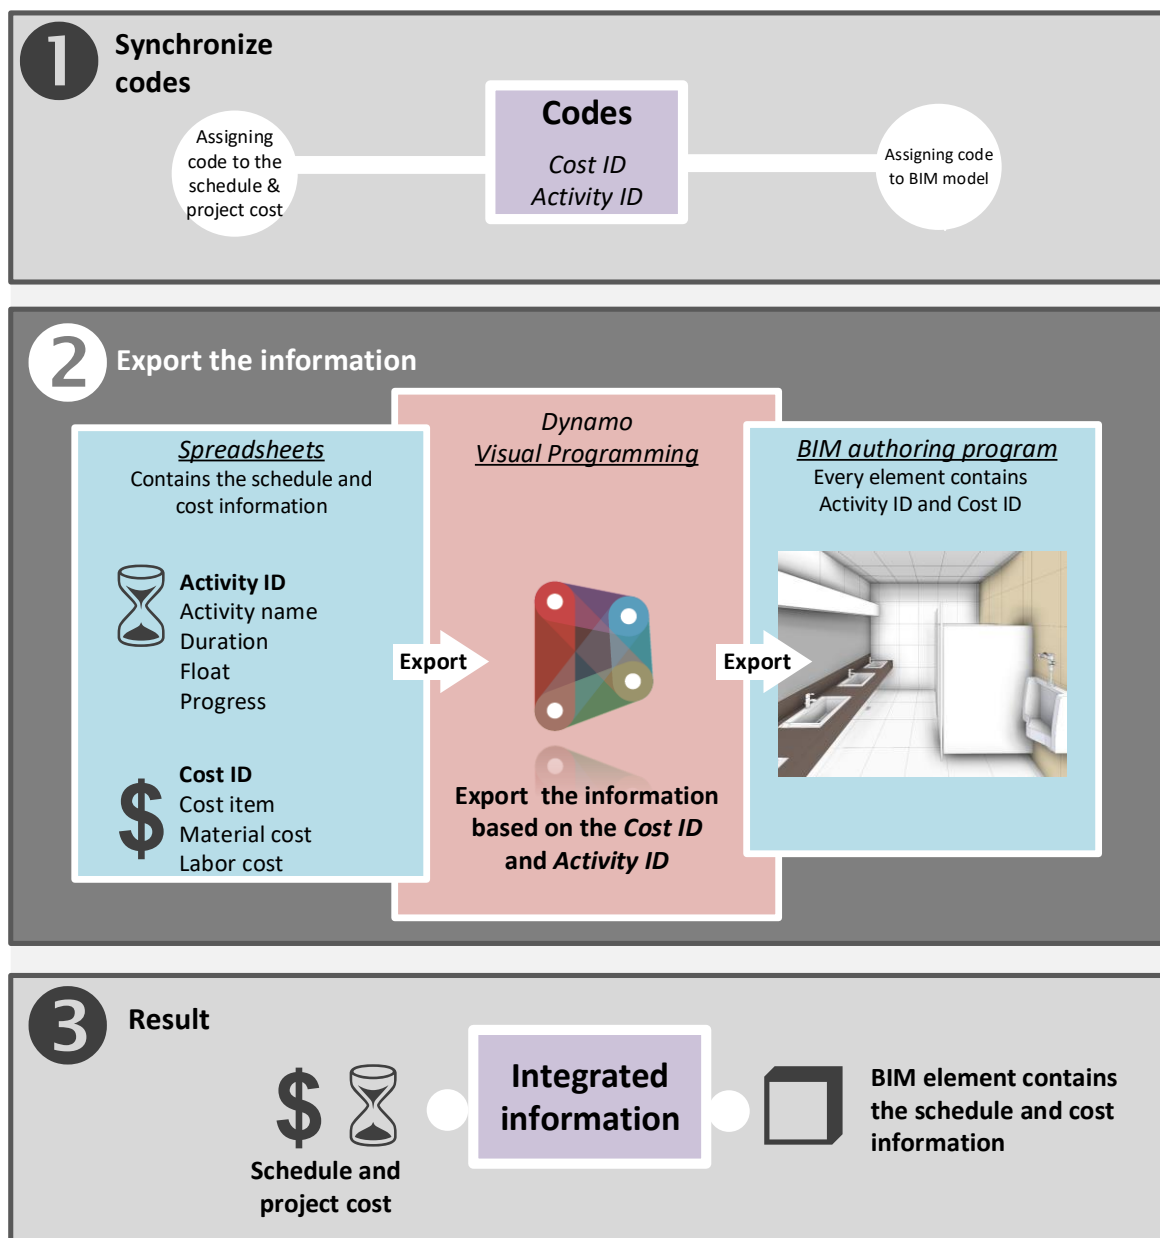 1
Synchronize
codes
Assigning
code to the
schedule &
project cost
Codes
Cost ID
Activity ID
Assigning code
to BIM model
2
Export the information
Spreadsheets
Contains the schedule and
cost information
Activity ID
Activity name
Duration
Float
Progress
$
Cost ID
Cost item
Material cost
Labor cost
Export
Dynamo
Visual Programming
Export the information
based on the Cost ID
and Activity ID
Export
BIM authoring program
Every element contains
Activity ID and Cost ID
3
Result
$
Schedule and
project cost
Integrated
information
BIM element contains
the schedule and cost
information